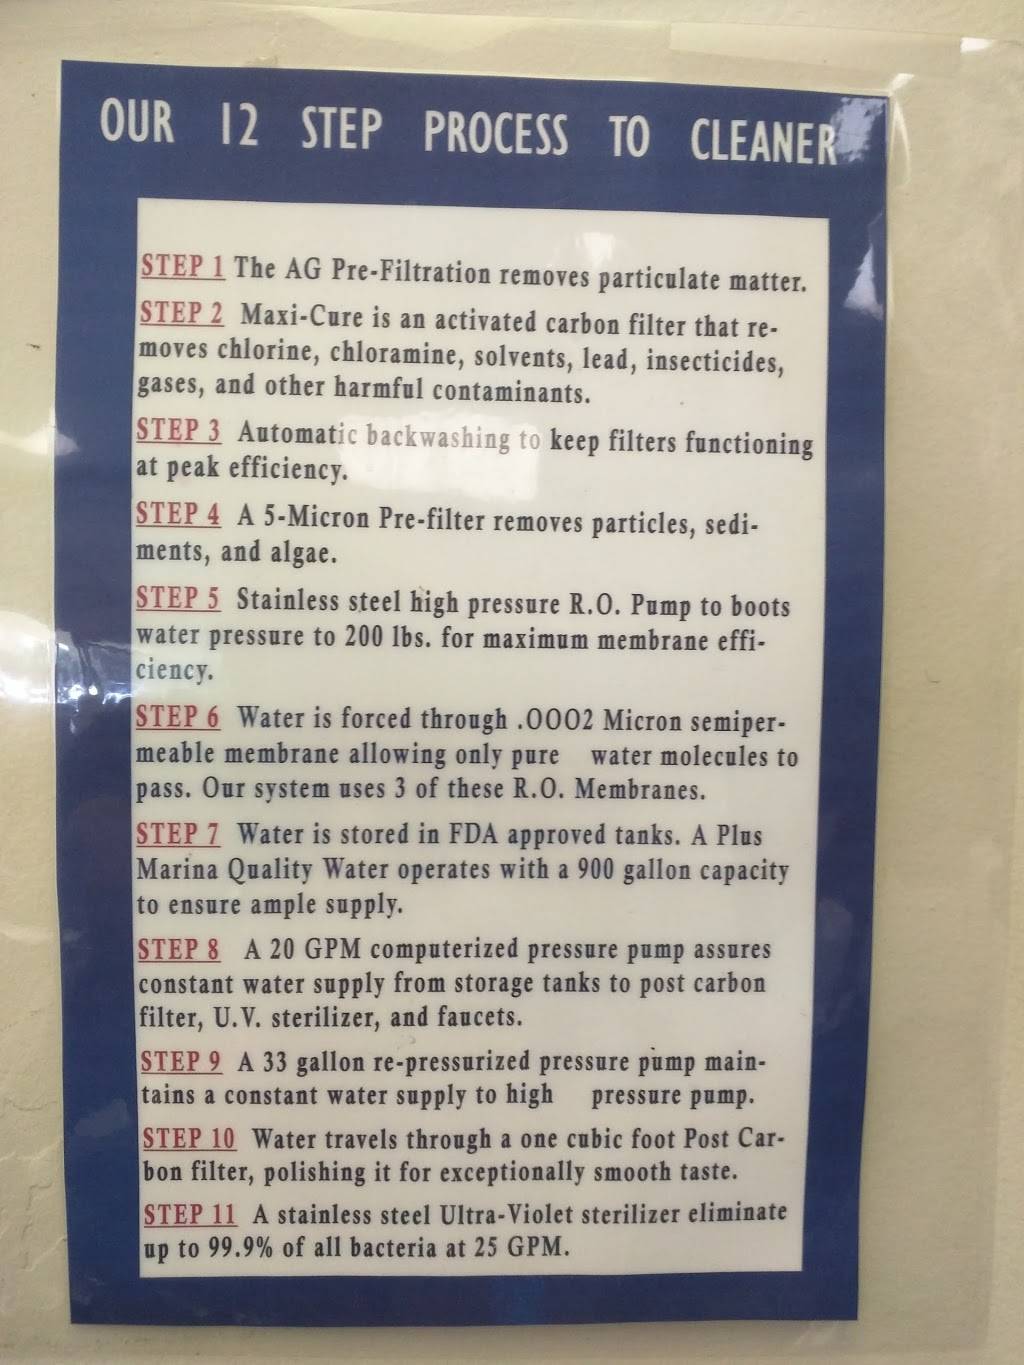 OUR 12 STEP PROCESS TO CLEANER
STEP 1 The AG Pre-Filtration removes particulate matter.
STEP 2 Maxi-Cure is an activated carbon filter that re-
moves chlorine, chloramine, solvents, lead, insecticides,
gases, and other harmful contaminants.
STEP 3 Automatic backwashing to keep filters functioning
at peak efficiency.
STEP 4 A 5-Micron Pre-filter removes particles, sedi-
ments, and algae.
STEP 5 Stainless steel high pressure R.O. Pump to boots
water pressure to 200 lbs. for maximum membrane effi-
ciency.
STEP 6 Water is forced through .0002 Micron semiper-
meable membrane allowing only pure water molecules to
pass. Our system uses 3 of these R.O. Membranes.
STEP 7 Water is stored in FDA approved tanks. A Plus
Marina Quality Water operates with a 900 gallon capacity
to ensure ample supply.
STEP 8 A 20 GPM computerized pressure pump assures
constant water supply from storage tanks to post carbon
filter, U.V. sterilizer, and faucets.
STEP 9 A 33 gallon re-pressurized pressure pump main-
tains a constant water supply to high pressure pump.
STEP 10 Water travels through a one cubic foot Post Car-
bon filter, polishing it for exceptionally smooth taste.
STEP 11 A stainless steel Ultra-Violet sterilizer eliminate
up to 99.9% of all bacteria at 25 GPM.